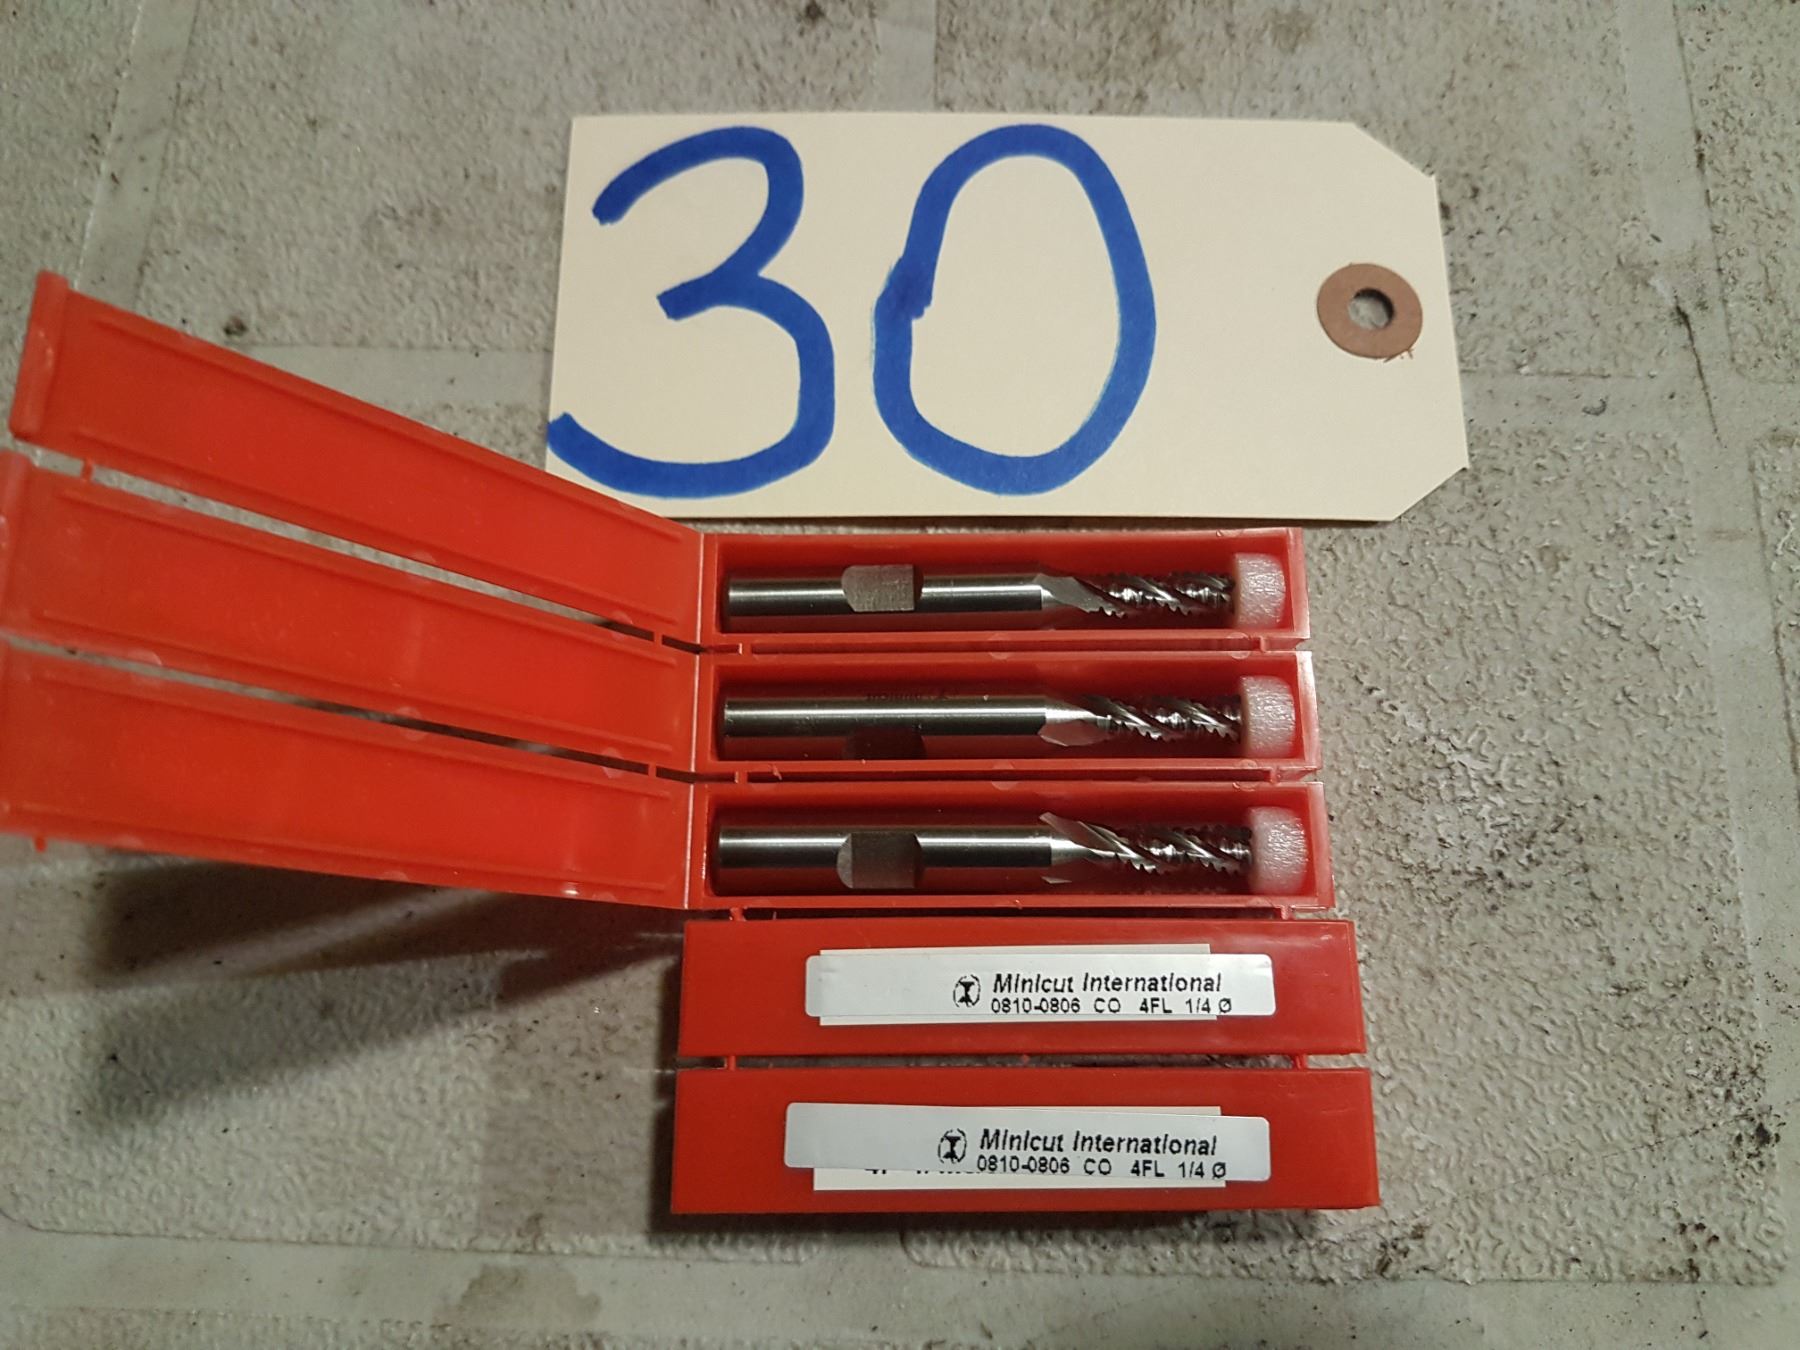 30
Minicut International
0810-0806 CO 4FL 1/4 Ø
Minicut International
0810-0806 CO 4FL 1/4 Ø